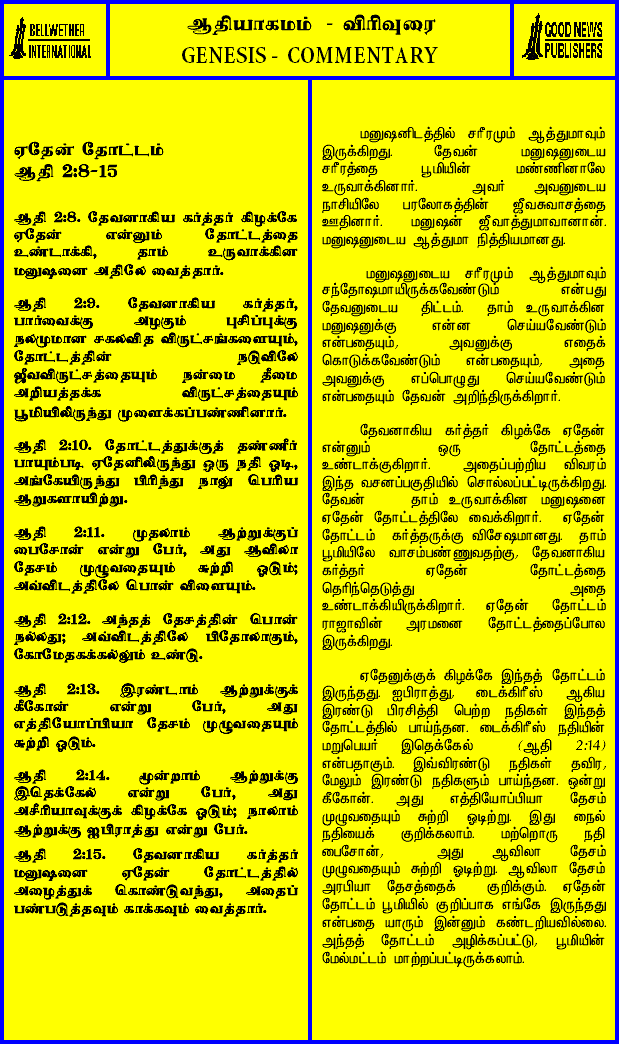 BELLWETHER
INTERNATIONAL
ஆதியாகமம் - விரிவுரை
GENESIS - COMMENTARY
GOOD NEWS
PUBLISHERS
ஏதேன் தோட்டம்
ஆதி 2:8-15
ஆதி 2:8. தேவனாகிய கர்த்தர் கிழக்கே
ஏதேன் என்னும் தோட்டத்தை
உண்டாக்கி, தாம் உருவாக்கின
மனுஷனை அதிலே வைத்தார்.
ஆதி 2:9. தேவனாகிய கர்த்தர்,
பார்வைக்கு அழகும் புசிப்புக்கு
நலமுமான சகலவித விருட்சங்களையும்,
தோட்டத்தின் நடுவிலே
ஜீவவிருட்சத்தையும் நன்மை தீமை
அறியத்தக்க விருட்சத்தையும்
பூமியிலிருந்து முளைக்கப்பண்ணினார்.
ஆதி 2:10. தோட்டத்துக்குத் தண்ணீர்
பாயும்படி ஏதேனிலிருந்து ஒரு நதி ஓடி,
அங்கேயிருந்து பிரிந்து நாலு பெரிய
ஆறுகளாயிற்று.
ஆதி 2:11. முதலாம் ஆற்றுக்குப்
பைசோன் என்று பேர், அது ஆவிலா
தேசம் முழுவதையும் சுற்றி ஓடும்;
அவ்விடத்திலே பொன் விளையும்.
ஆதி 2:12. அந்தத் தேசத்தின் பொன்
நல்லது; அவ்விடத்திலே பிதோலாகும்,
கோமேதகக்கல்லும் உண்டு.
ஆதி 2:13. இரண்டாம் ஆற்றுக்குக்
கீகோன் என்று பேர், அது
எத்தியோப்பியா தேசம் முழுவதையும்
சுற்றி ஓடும்.
ஆதி 2:14. மூன்றாம் ஆற்றுக்கு
இதெக்கேல் என்று பேர், அது
அசீரியாவுக்குக் கிழக்கே ஓடும்; நாலாம்
ஆற்றுக்கு ஐபிராத்து என்று பேர்.
ஆதி 2:15. தேவனாகிய கர்த்தர்
மனுஷனை ஏதேன் தோட்டத்தில்
அழைத்துக் கொண்டுவந்து, அதைப்
பண்படுத்தவும் காக்கவும் வைத்தார்.
மனுஷனிடத்தில் சரீரமும் ஆத்துமாவும்
இருக்கிறது. தேவன் மனுஷனுடைய
சரீரத்தை பூமியின் மண்ணினாலே
உருவாக்கினார். அவர் அவனுடைய
நாசியிலே பரலோகத்தின் ஜீவசுவாசத்தை
ஊதினார். மனுஷன் ஜீவாத்துமாவானான்.
மனுஷனுடைய ஆத்துமா நித்தியமானது.
மனுஷனுடைய சரீரமும் ஆத்துமாவும்
சந்தோஷமாயிருக்கவேண்டும் என்பது
தேவனுடைய திட்டம். தாம் உருவாக்கின
மனுஷனுக்கு என்ன செய்யவேண்டும்
என்பதையும், அவனுக்கு எதைக்
கொடுக்கவேண்டும் என்பதையும், அதை
அவனுக்கு எப்பொழுது செய்யவேண்டும்
என்பதையும் தேவன் அறிந்திருக்கிறார்.
தேவனாகிய கர்த்தர் கிழக்கே ஏதேன்
என்னும் ஒரு தோட்டத்தை
உண்டாக்குகிறார். அதைப்பற்றிய விவரம்
இந்த வசனப்பகுதியில் சொல்லப்பட்டிருக்கிறது.
தேவன் தாம் உருவாக்கின மனுஷனை
ஏதேன் தோட்டத்திலே வைக்கிறார். ஏதேன்
தோட்டம் கர்த்தருக்கு விசேஷமானது. தாம்
பூமியிலே வாசம்பண்ணுவதற்கு, தேவனாகிய
கர்த்தர் ஏதேன் தோட்டத்தை
தெரிந்தெடுத்து அதை
உண்டாக்கியிருக்கிறார். ஏதேன் தோட்டம்
ராஜாவின் அரமனை தோட்டத்தைப்போல
இருக்கிறது.
ஏதேனுக்குக் கிழக்கே இந்தத் தோட்டம்
இருந்தது. ஐபிராத்து, டைக்கிரீஸ் ஆகிய
இரண்டு பிரசித்தி பெற்ற நதிகள் இந்தத்
தோட்டத்தில் பாய்ந்தன. டைக்கிரீஸ் நதியின்
மறுபெயர் இதெக்கேல் (ஆதி 2:14)
என்பதாகும். இவ்விரண்டு நதிகள் தவிர,
மேலும் இரண்டு நதிகளும் பாய்ந்தன. ஒன்று
கீகோன். அது எத்தியோப்பியா தேசம்
முழுவதையும் சுற்றி ஓடிற்று. இது நைல்
நதியைக் குறிக்கலாம். மற்றொரு நதி
பைசோன், அது ஆவிலா தேசம்
முழுவதையும் சுற்றி ஓடிற்று. ஆவிலா தேசம்
அரபியா தேசத்தைக் குறிக்கும். ஏதேன்
தோட்டம் பூமியில் குறிப்பாக எங்கே இருந்தது
என்பதை யாரும் இன்னும் கண்டறியவில்லை.
அந்தத் தோட்டம் அழிக்கப்பட்டு, பூமியின்
மேல்மட்டம் மாற்றப்பட்டிருக்கலாம்.